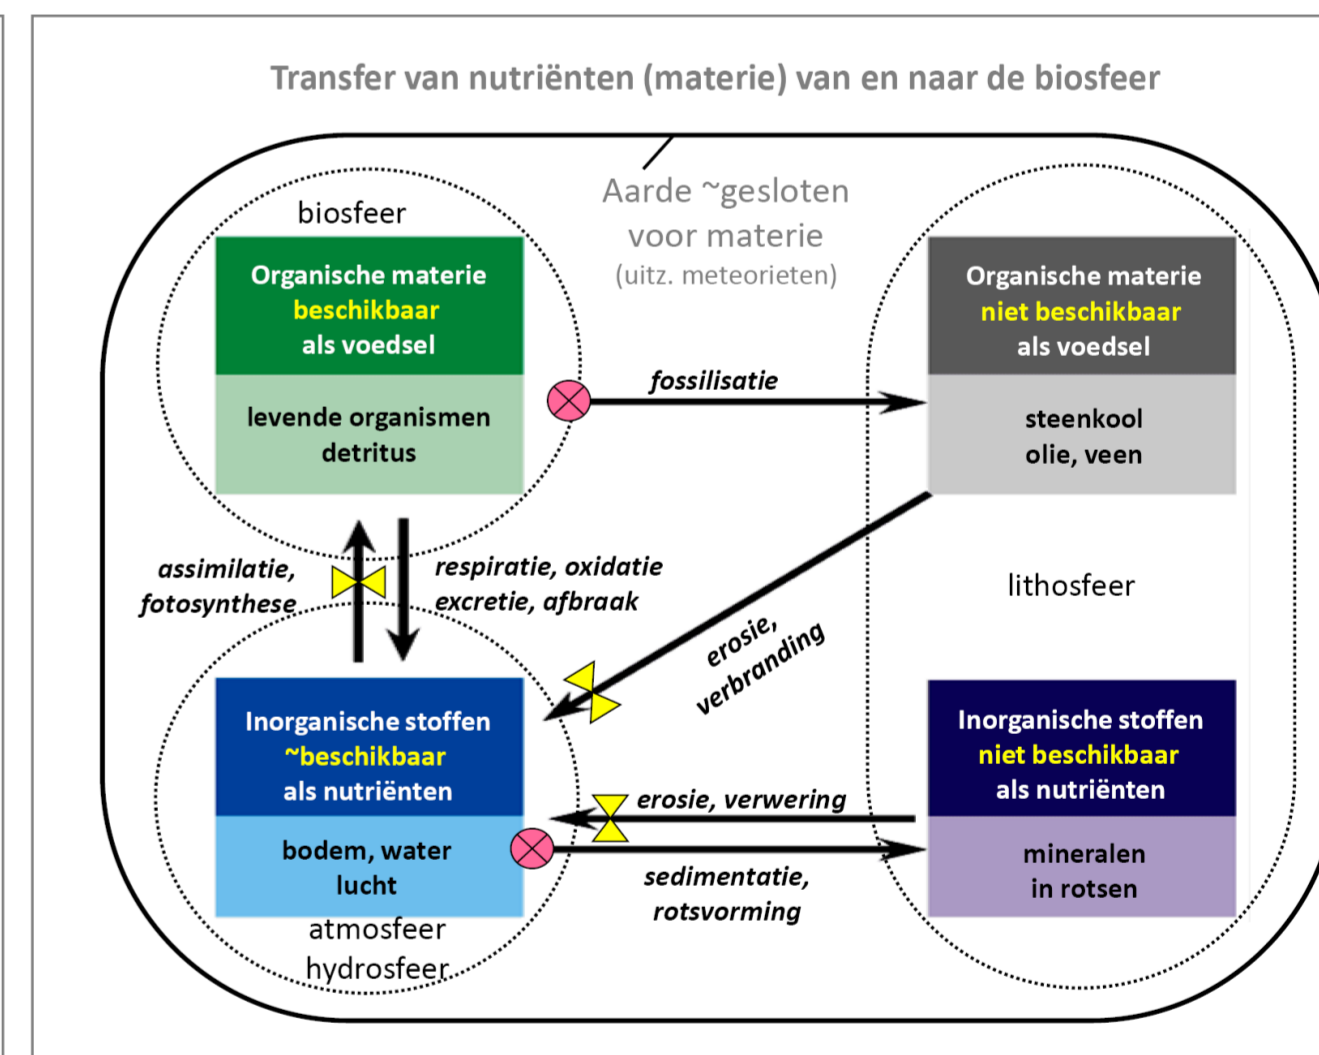 Transfer van nutriënten (materie) van en naar de biosfeer
Aarde ~gesloten
voor materie
(uitz. meteorieten)
biosfeer
Organische materie
beschikbaar
als voedsel
levende organismen
detritus
fossilisatie
Organische materie
niet beschikbaar
als voedsel
steenkool
olie, veen
assimilatie,
fotosynthese
respiratie, oxidatie
excretie, afbraak
erosie,
verbranding
lithosfeer
Inorganische stoffen
~beschikbaar
als nutriënten
bodem, water
lucht
atmosfeer
hydrosfeer
erosie, verwering
sedimentatie,
rotsvorming
Inorganische stoffen
niet beschikbaar
als nutriënten
mineralen
in rotsen